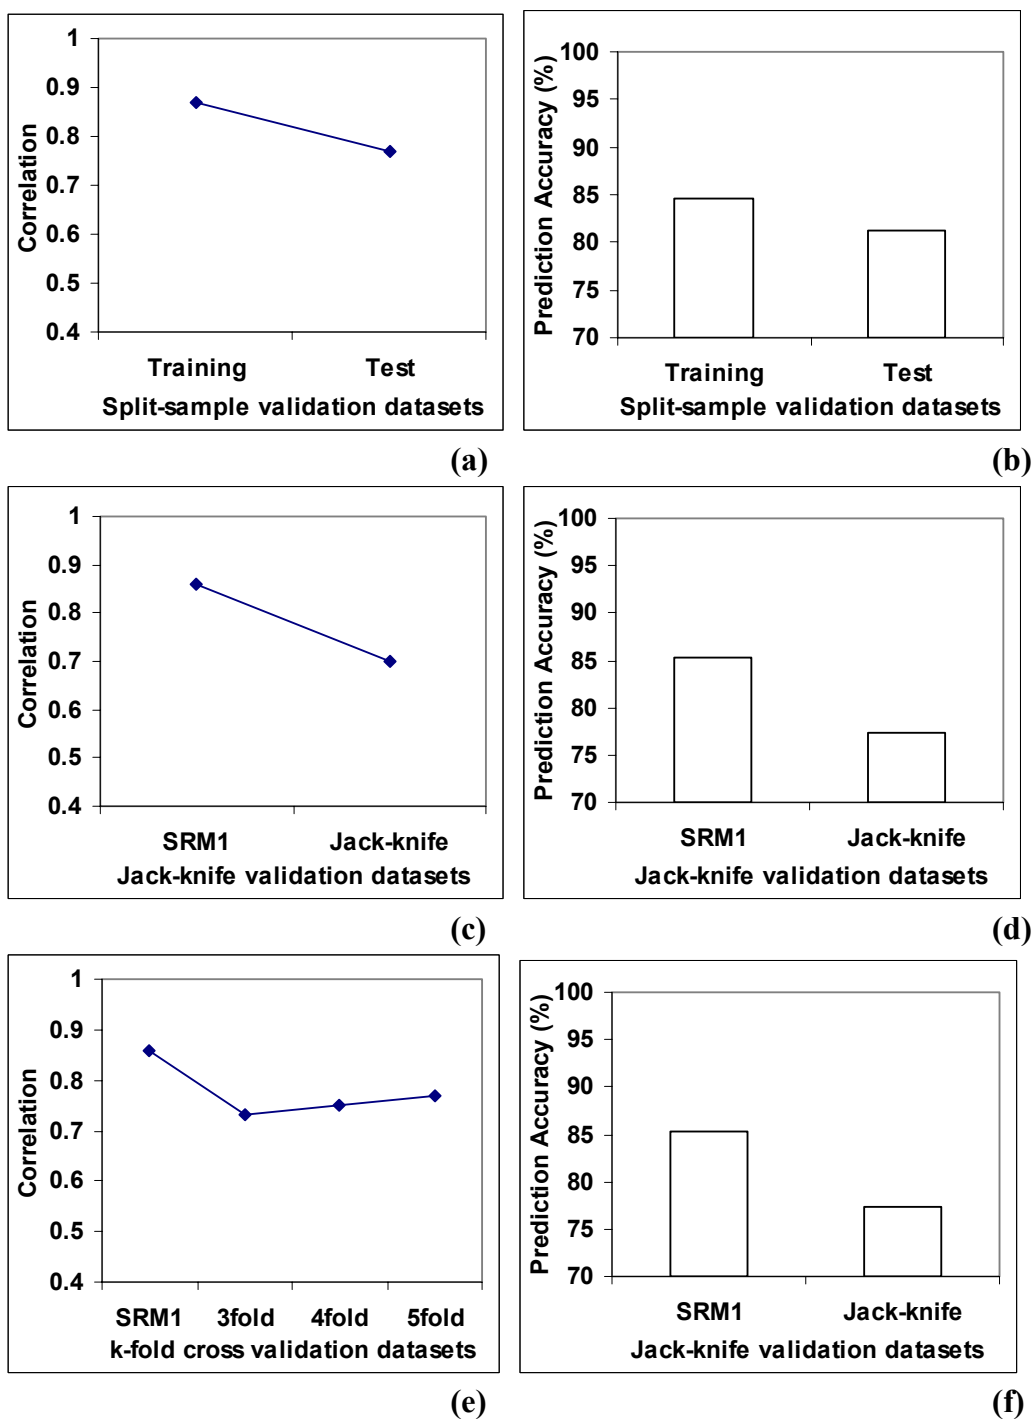 Correlation
1
0.9
0.8
0.7
0.6
0.5
0.4
Training Test
Split-sample validation datasets
(a)
Prediction Accuracy (%)
100
95
90
85
80
75
70
Training Test
Split-sample validation datasets
(b)
Correlation
1
0.9
0.8
0.7
0.6
0.5
0.4
SRM1 Jack-knife
Jack-knife validation datasets
(c)
Prediction Accuracy (%)
100
95
90
85
80
75
70
SRM1 Jack-knife
Jack-knife validation datasets
(d)
Correlation
1
0.9
0.8
0.7
0.6
0.5
0.4
SRM1 3fold 4fold 5fold
k-fold cross validation datasets
(e)
Prediction Accuracy (%)
100
95
90
85
80
75
70
SRM1 Jack-knife
Jack-knife validation datasets
(f)